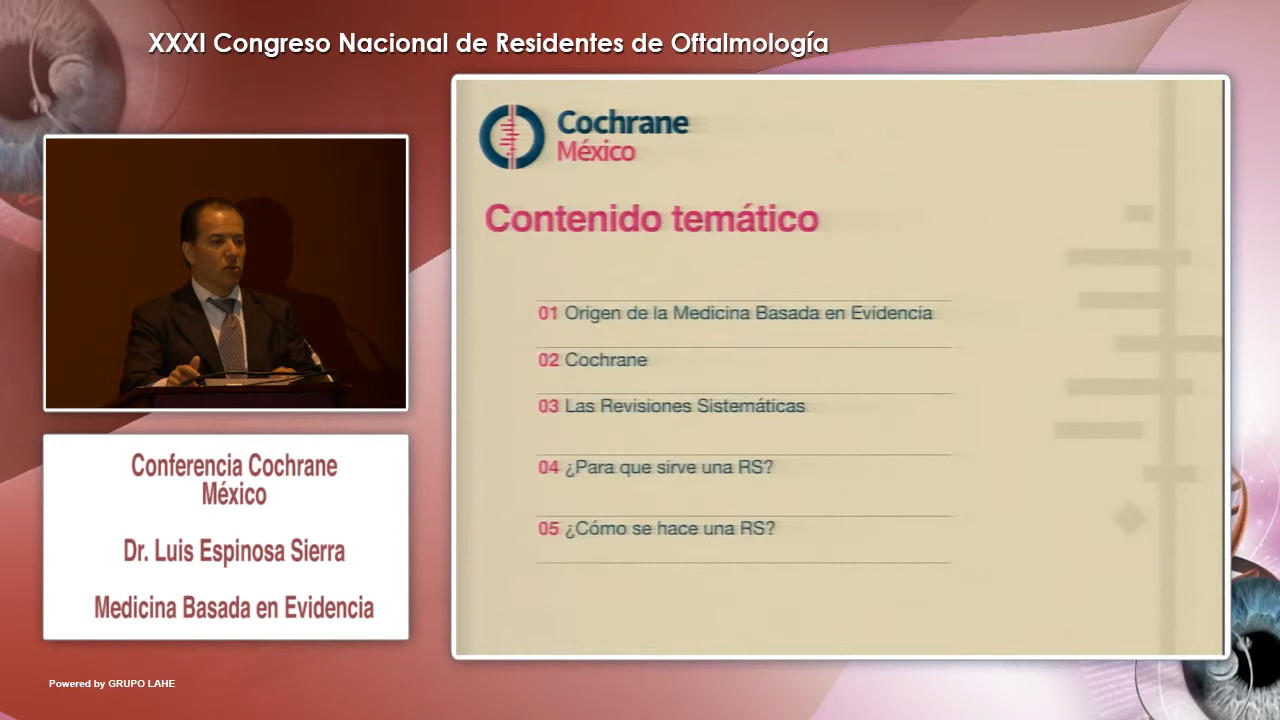 XXXI Congreso Nacional de Residentes de Oftalmología
Cochrane
México
Contenido temático
01 Origen de la Medicina Basada en Evidencia
02 Cochrane
03 Las Revisiones Sistemáticas
04 ¿Para que sirve una RS?
05 ¿Cómo se hace una RS?
Conferencia Cochrane
México
Dr. Luis Espinosa Sierra
Medicina Basada en Evidencia
Powered by GRUPO LAHE